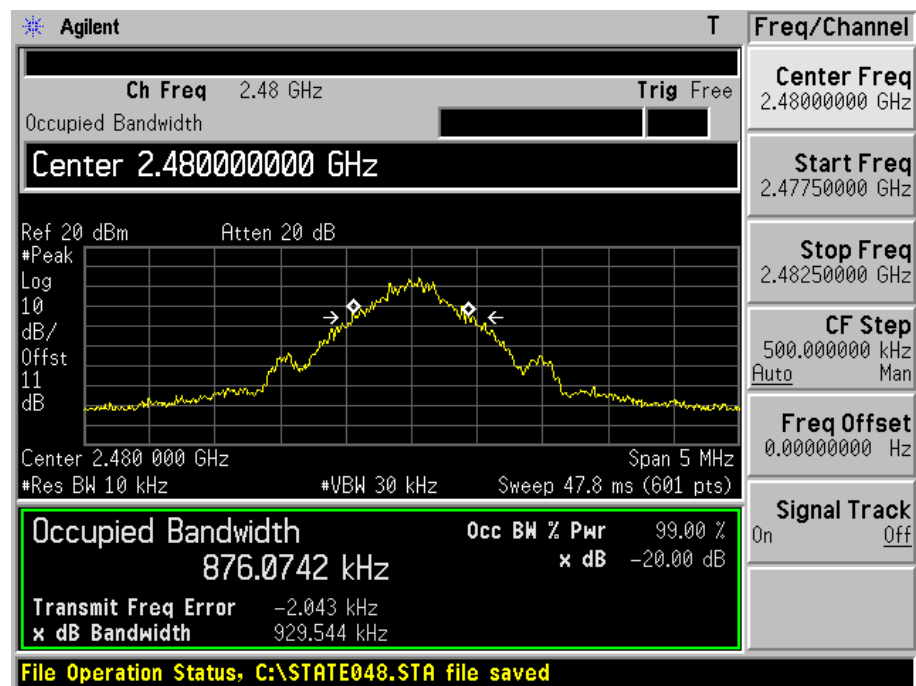 Agilent T
Ch Freq 2.48 GHz Trig Free
Occupied Bandwidth
Center 2.480000000 GHz
Ref 20 dBm Atten 20 dB
#Peak
Log
10
dB/
Offst
11
dB
Center 2.480 000 GHz Span 5 MHz
#Res BW 10 kHz #VBW 30 kHz Sweep 47.8 ms (601 pts)
Occupied Bandwidth
876.0742 kHz
Occ BW % Pwr 99.00 %
x dB -20.00 dB
Transmit Freq Error -2.043 kHz
x dB Bandwidth 929.544 kHz
File Operation Status, C:\STATE048.STA file saved
Freq/Channel
Center Freq
2.48000000 GHz
Start Freq
2.47750000 GHz
Stop Freq
2.48250000 GHz
CF Step
500.000000 kHz
Auto Man
Freq Offset
0.00000000 Hz
Signal Track
On Off